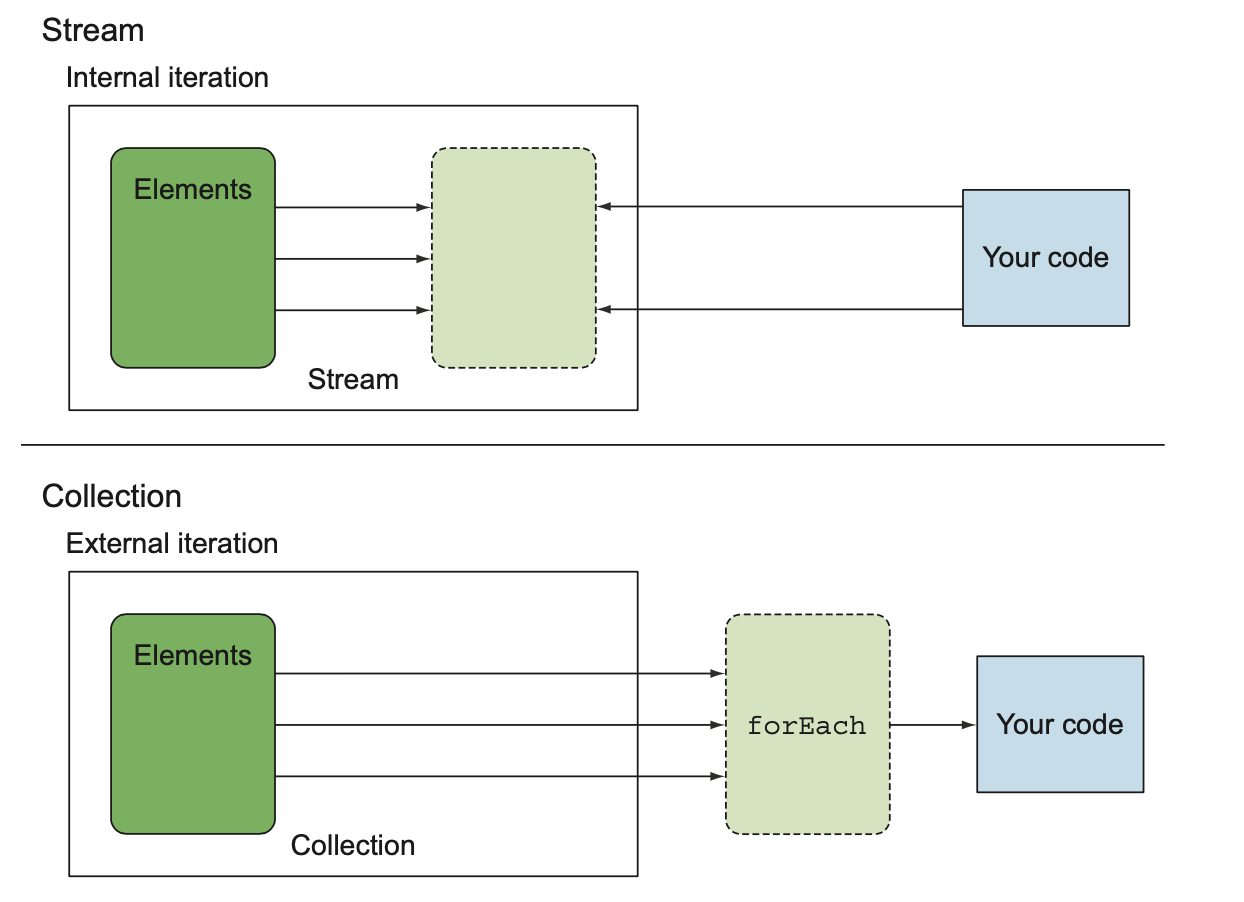 Stream
Internal iteration
Elements
Your code
Stream
Collection
External iteration
Elements
forEach
Your code
Collection